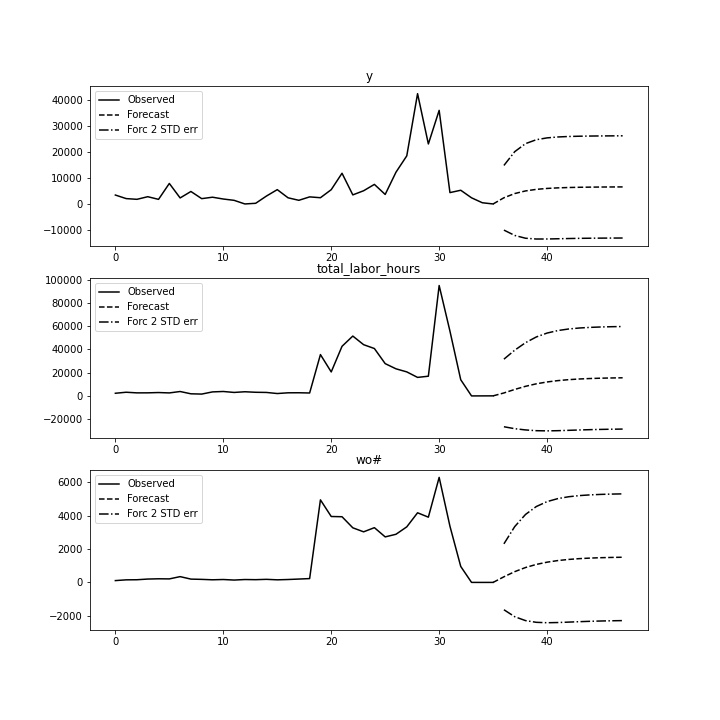 y
Observed
Forecast
Forc 2 STD err
40000
30000
20000
10000
0
−10000
0 10 20 30 40
total_labor_hours
Observed
Forecast
Forc 2 STD err
100000
80000
60000
40000
20000
0
−20000
0 10 20 30 40
wo#
Observed
Forecast
Forc 2 STD err
6000
4000
2000
0
−2000
0 10 20 30 40